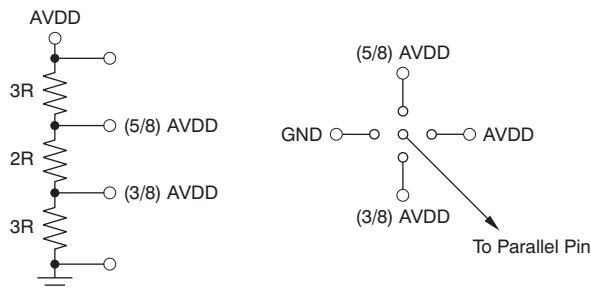 AVDD
3R
(5/8) AVDD
2R
(3/8) AVDD
3R
(5/8) AVDD
GND
AVDD
(3/8) AVDD
To Parallel Pin